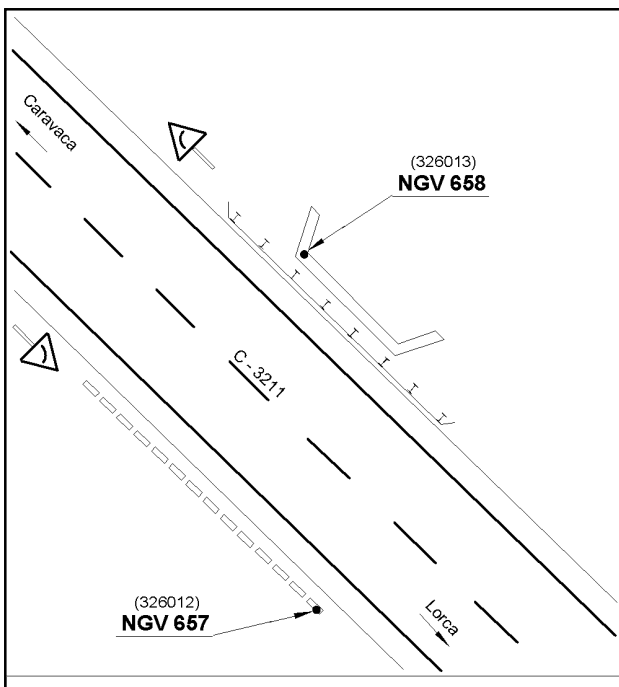 Caravaca
(326013)
NGV 658
C - 3211
(326012)
NGV 657
Lorca